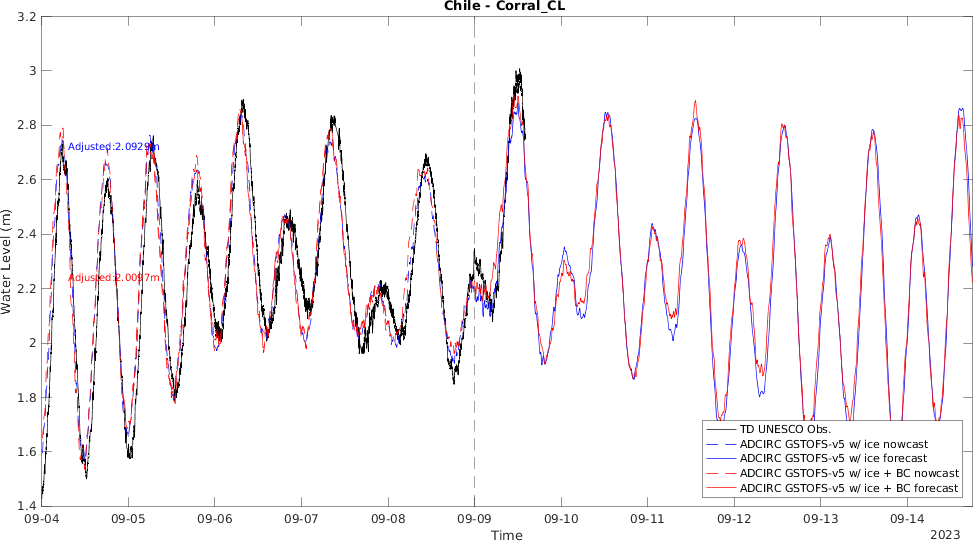 Chile - Corral_CL
3.2
3
2.8
2.6
2.4
2.2
2
1.8
1.6
1.4
Water Level (m)
Adjusted:2.0929m
Adjusted:2.0097m
TD UNESCO Obs.
ADCIRC GSTOFS-v5 w/ ice nowcast
ADCIRC GSTOFS-v5 w/ ice forecast
ADCIRC GSTOFS-v5 w/ ice + BC nowcast
ADCIRC GSTOFS-v5 w/ ice + BC forecast
09-04 09-05 09-06 09-07 09-08 09-09 09-10 09-11 09-12 09-13 09-14
Time
2023